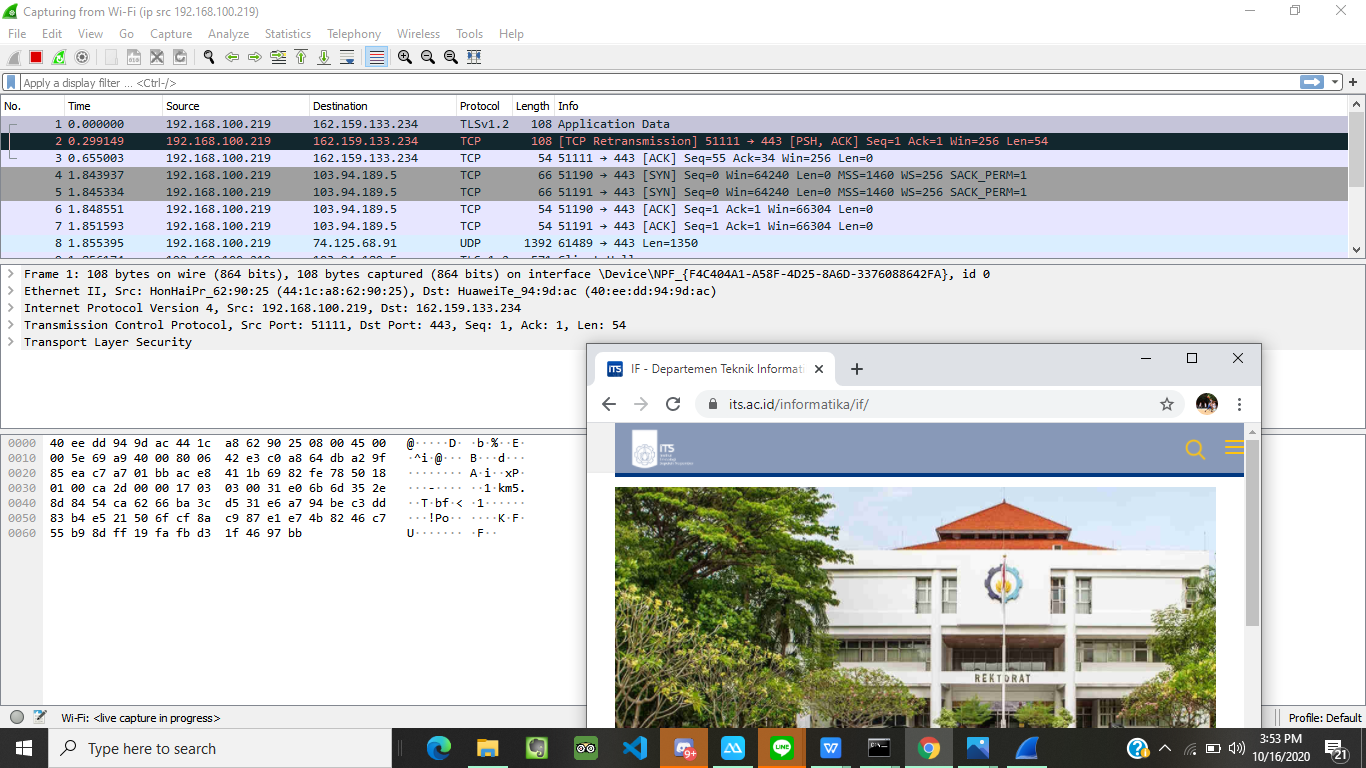 Capturing from Wi-Fi (ip src 192.168.100.219)
File Edit View Go Capture Analyze Statistics Telephony Wireless Tools Help
Apply a display filter ... <Ctrl-/>
No. Time Source Destination Protocol Length Info
1 0.000000 192.168.100.219 162.159.133.234 TLSv1.2 108 Application Data
2 0.299149 192.168.100.219 162.159.133.234 TCP 108 [TCP Retransmission] 51111 → 443 [PSH, ACK] Seq=1 Ack=1 Win=256 Len=54
3 0.655003 192.168.100.219 162.159.133.234 TCP 54 51111 → 443 [ACK] Seq=55 Ack=34 Win=256 Len=0
4 1.843937 192.168.100.219 103.94.189.5 TCP 66 51190 → 443 [SYN] Seq=0 Win=64240 Len=0 MSS=1460 WS=256 SACK_PERM=1
5 1.845334 192.168.100.219 103.94.189.5 TCP 66 51191 → 443 [SYN] Seq=0 Win=64240 Len=0 MSS=1460 WS=256 SACK_PERM=1
6 1.848551 192.168.100.219 103.94.189.5 TCP 54 51190 → 443 [ACK] Seq=1 Ack=1 Win=66304 Len=0
7 1.851593 192.168.100.219 103.94.189.5 TCP 54 51191 → 443 [ACK] Seq=1 Ack=1 Win=66304 Len=0
8 1.855395 192.168.100.219 74.125.68.91 UDP 1392 61489 → 443 Len=1350
Frame 1: 108 bytes on wire (864 bits), 108 bytes captured (864 bits) on interface \Device\NPF_{F4C404A1-A58F-4D25-8A6D-3376088642FA}, id 0
Ethernet II, Src: HonHaiPr_62:90:25 (44:1c:a8:62:90:25), Dst: HuaweiTe_94:9d:ac (40:ee:dd:94:9d:ac)
Internet Protocol Version 4, Src: 192.168.100.219, Dst: 162.159.133.234
Transmission Control Protocol, Src Port: 51111, Dst Port: 443, Seq: 1, Ack: 1, Len: 54
Transport Layer Security
ITS IF - Departemen Teknik Informati
its.ac.id/informatika/if/
ITS
REKTORAT
0000 40 ee dd 94 9d ac 44 1c a8 62 90 25 08 00 45 00 @·····D· ·b·%··E·
0010 00 5e 69 a9 40 00 80 06 42 e3 c0 a8 64 db a2 9f ·^i·@··· B···d···
0020 85 ea c7 a7 01 bb ac e8 41 1b 69 82 fe 78 50 18 ········ A·i··xP·
0030 01 00 ca 2d 00 00 17 03 03 00 31 e0 6b 6d 35 2e ···-···· ··1·km5.
0040 8d 84 54 ca 62 66 ba 3c d5 31 e6 a7 94 be c3 dd ··T·bf·< ·1······
0050 83 b4 e5 21 50 6f cf 8a c9 87 e1 e7 4b 82 46 c7 ···!Po·· ····K·F·
0060 55 b9 8d ff 19 fa fb d3 1f 46 97 bb U······· ·F··
Wi-Fi: <live capture in progress>
Profile: Default
Type here to search
9+
3:53 PM
10/16/2020
21